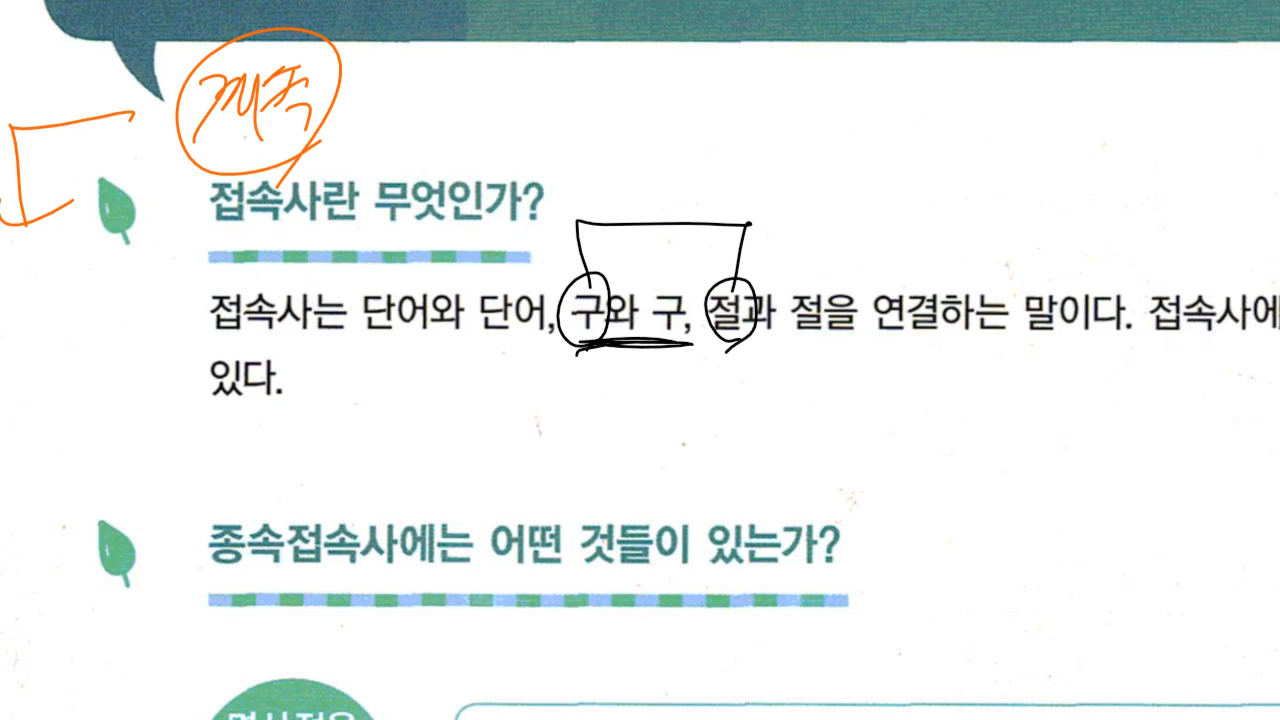 계속
접속사란 무엇인가?
접속사는 단어와 단어, 구와 구, 절과 절을 연결하는 말이다. 접속사에
있다.
종속접속사에는 어떤 것들이 있는가?